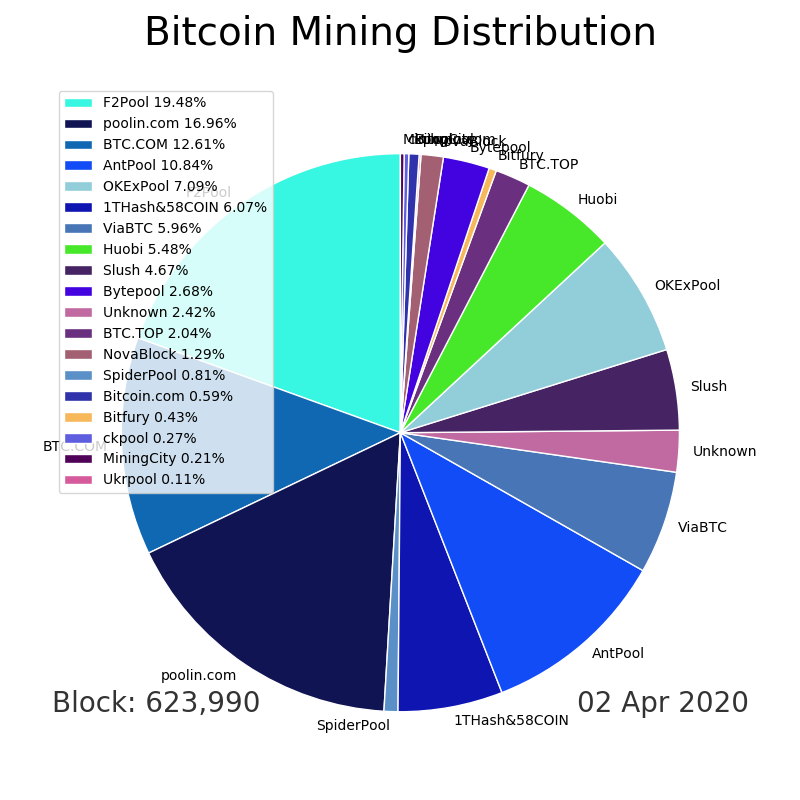 Bitcoin Mining Distribution
F2Pool 19.48%
poolin.com 16.96%
BTC.COM 12.61%
AntPool 10.84%
OKExPool 7.09%
1THash&58COIN 6.07%
ViaBTC 5.96%
Huobi 5.48%
Slush 4.67%
Bytepool 2.68%
Unknown 2.42%
BTC.TOP 2.04%
NovaBlock 1.29%
SpiderPool 0.81%
Bitcoin.com 0.59%
Bitfury 0.43%
ckpool 0.27%
MiningCity 0.21%
Ukrpool 0.11%
NovaBlock
Bytepool
Bitfury
BTC.TOP
Huobi
OKExPool
Slush
Unknown
ViaBTC
AntPool
1THash&58COIN
SpiderPool
poolin.com
BTC.COM
F2Pool
Block: 623,990
02 Apr 2020